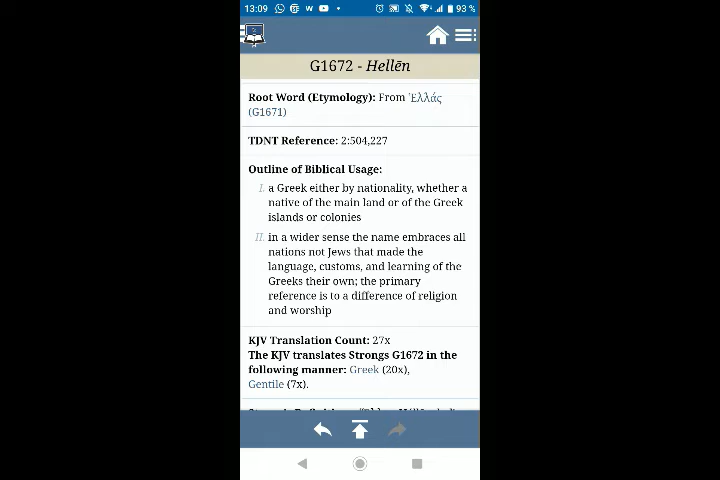 13:09 93 %
G1672 - Hellēn
Root Word (Etymology): From Ἑλλάς
(G1671)
TDNT Reference: 2:504,227
Outline of Biblical Usage:
I. a Greek either by nationality, whether a
native of the main land or of the Greek
islands or colonies
II. in a wider sense the name embraces all
nations not Jews that made the
language, customs, and learning of the
Greeks their own; the primary
reference is to a difference of religion
and worship
KJV Translation Count: 27x
The KJV translates Strongs G1672 in the
following manner: Greek (20x),
Gentile (7x).